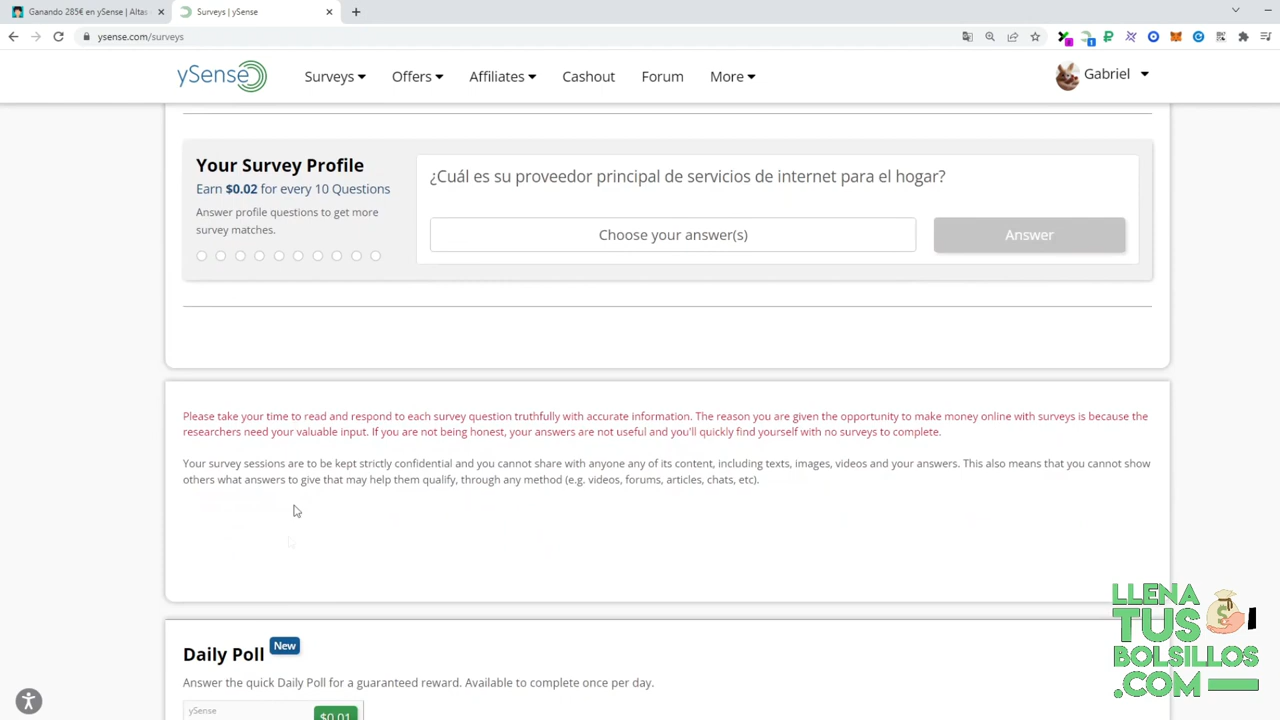 Ganando 285€ en ySense | Altas
Surveys | ySense
ysense.com/surveys
ySense
Surveys
Offers
Affiliates
Cashout
Forum
More
Gabriel
Your Survey Profile
Earn $0.02 for every 10 Questions
Answer profile questions to get more
survey matches.
¿Cuál es su proveedor principal de servicios de internet para el hogar?
Choose your answer(s)
Answer
Please take your time to read and respond to each survey question truthfully with accurate information. The reason you are given the opportunity to make money online with surveys is because the
researchers need your valuable input. If you are not being honest, your answers are not useful and you'll quickly find yourself with no surveys to complete.
Your survey sessions are to be kept strictly confidential and you cannot share with anyone any of its content, including texts, images, videos and your answers. This also means that you cannot show
others what answers to give that may help them qualify, through any method (e.g. videos, forums, articles, chats, etc).
Daily Poll
New
Answer the quick Daily Poll for a guaranteed reward. Available to complete once per day.
ySense
$0.01
LLENA
TUS
BOLSILLOS
.COM